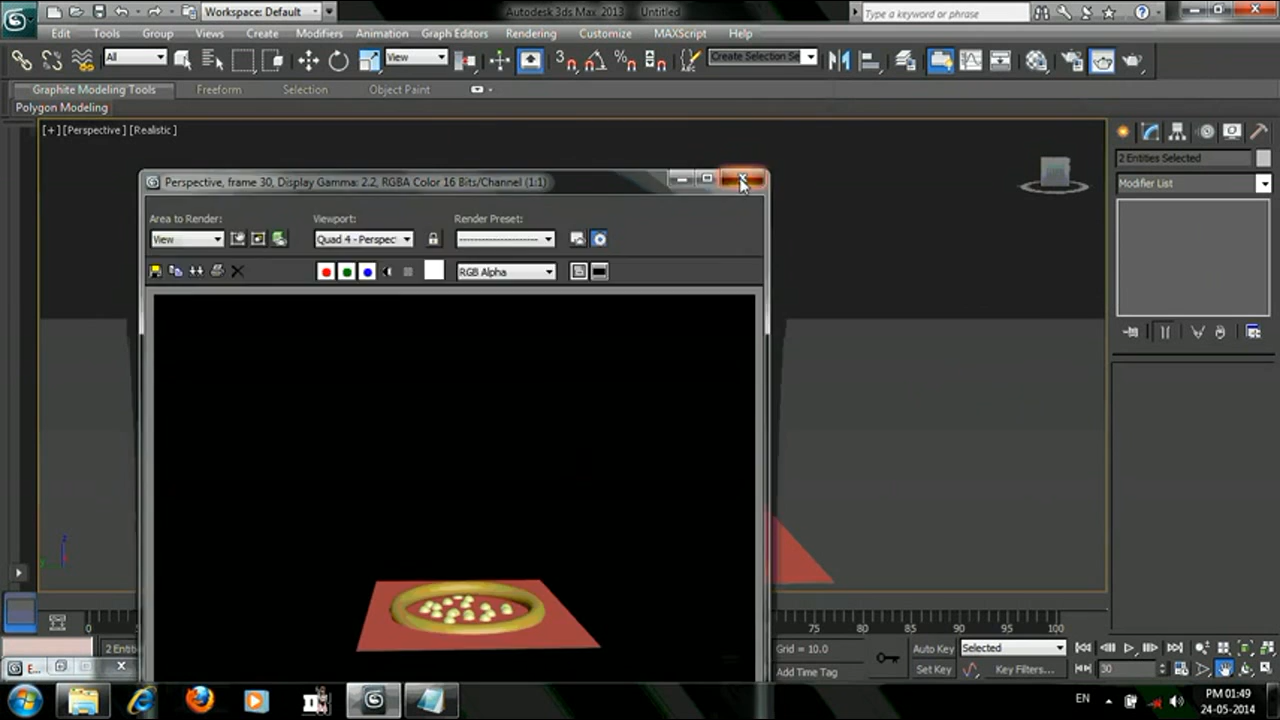 Workspace: Default
Autodesk 3ds Max 2013 Untitled
Type a keyword or phrase
Edit Tools Group Views Create Modifiers Animation Graph Editors Rendering Customize MAXScript Help
All View 3 Create Selection Se
Graphite Modeling Tools Freeform Selection Object Paint
Polygon Modeling
[+] [Perspective] [Realistic]
2 Entities Selected
Modifier List
Perspective, frame 30, Display Gamma: 2.2, RGBA Color 16 Bits/Channel (1:1)
Area to Render: Viewport: Render Preset:
View Quad 4 - Perspec
RGB Alpha
z
0 75 80 85 90 95 100
2 Entiti Grid = 10.0 Auto Key Selected
E... Add Time Tag Set Key Key Filters... 30
EN PM 01:49
24-05-2014